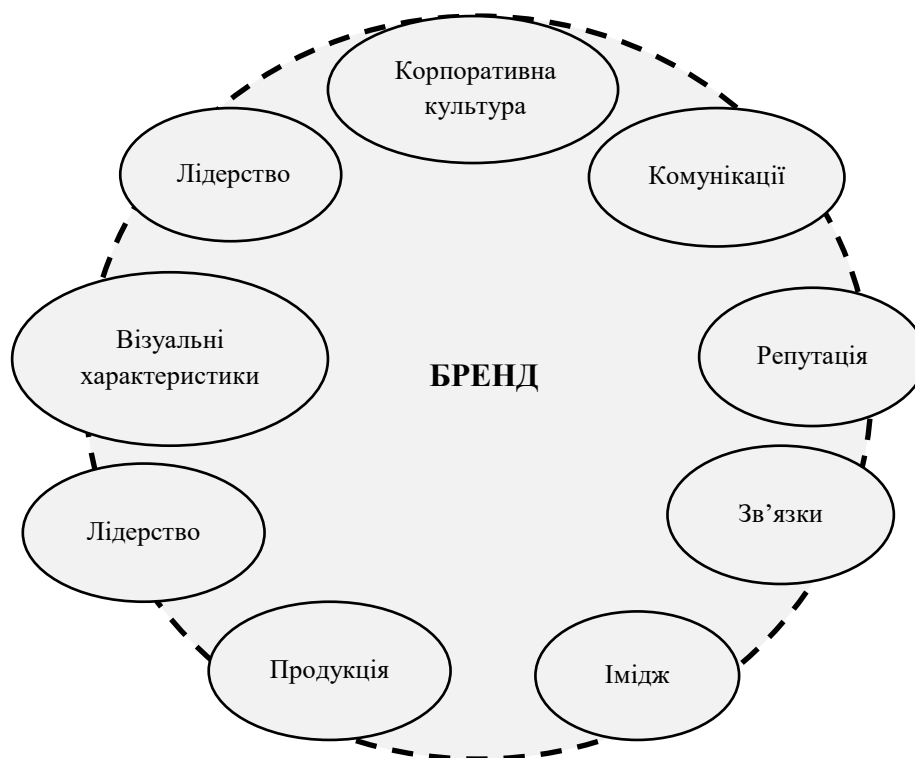 Корпоративна
культура
Лідерство
Комунікації
Візуальні
характеристики
БРЕНД
Репутація
Зв’язки
Лідерство
Продукція
Імідж